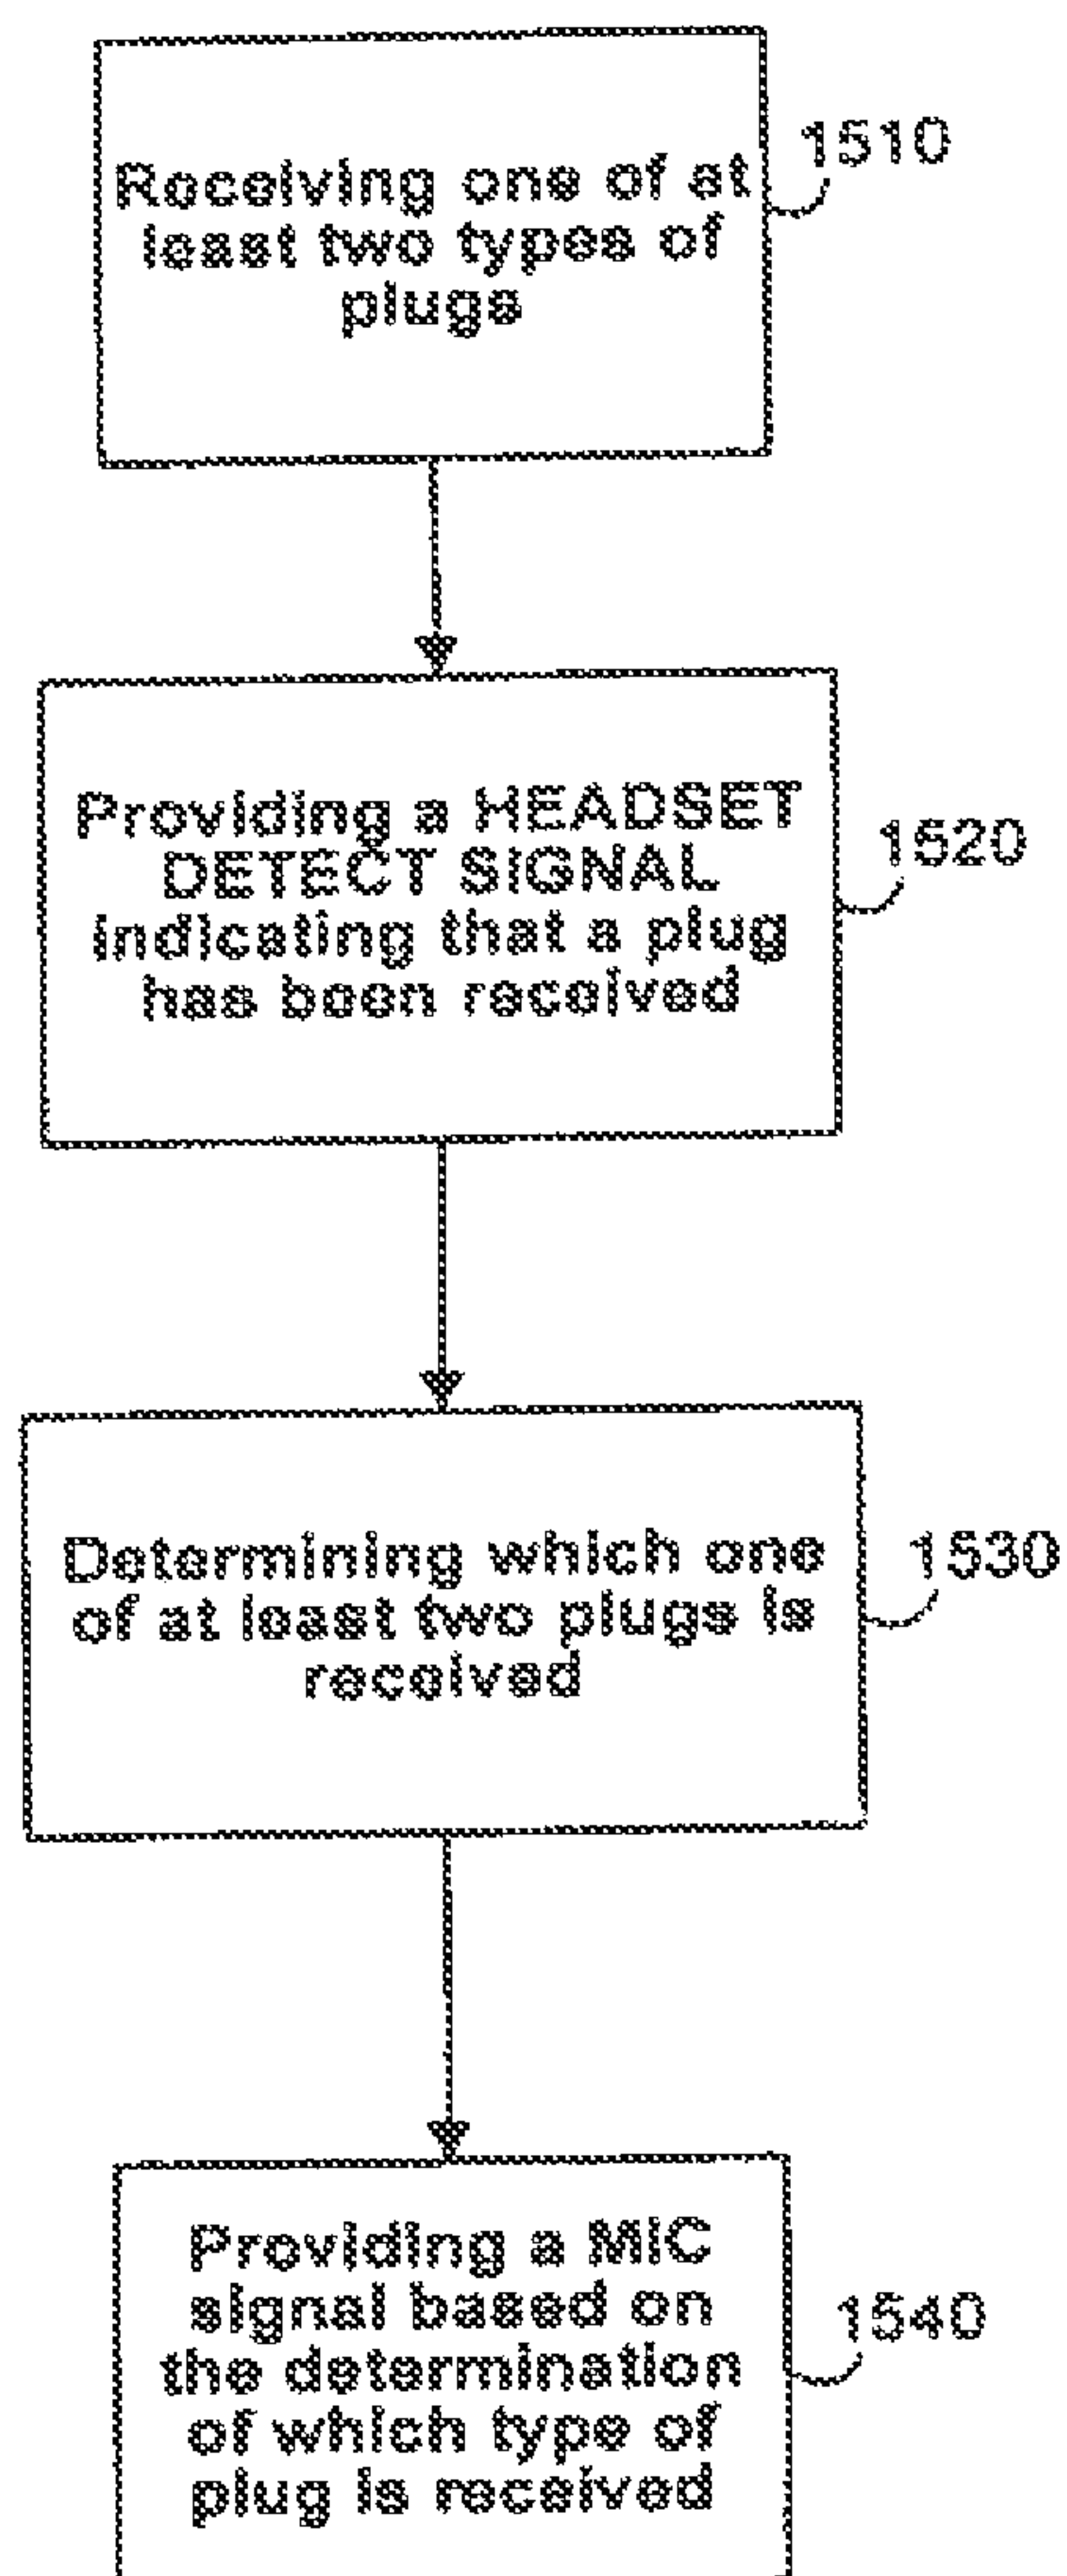 Receiving one of at
least two types of
plugs
1510
Providing a HEADSET
DETECT SIGNAL
indicating that a plug
has been received
1520
Determining which one
of at least two plugs is
received
1530
Providing a MIC
signal based on
the determination
of which type of
plug is received
1540